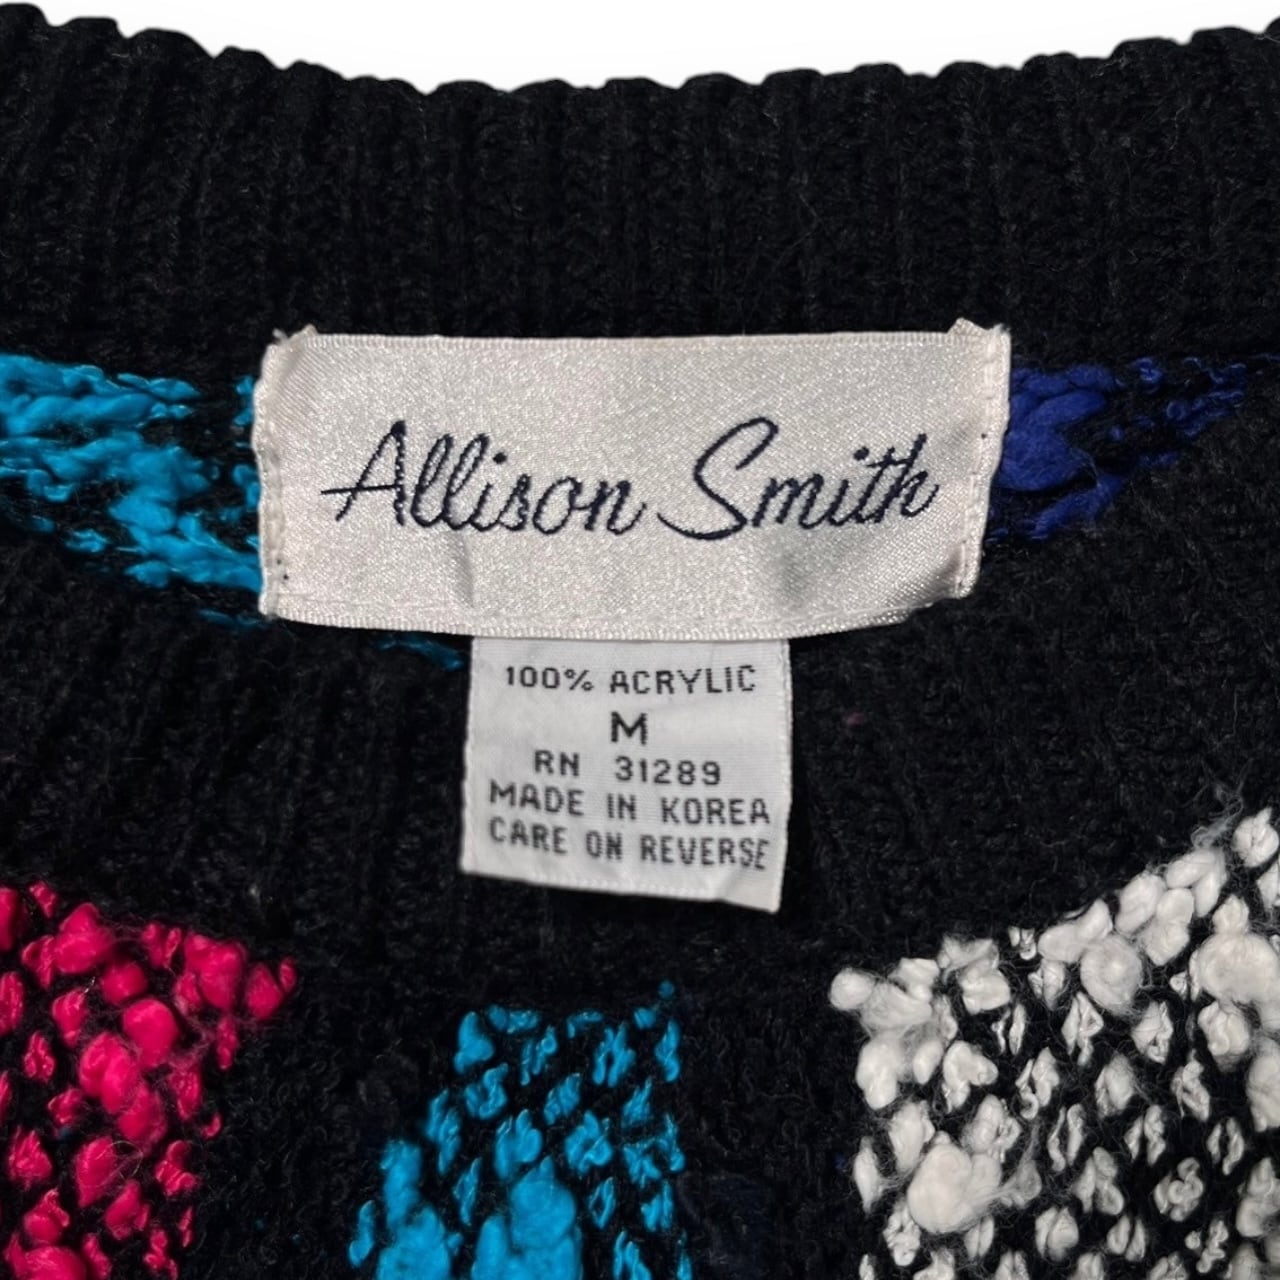 Allison Smith
100% ACRYLIC
M
RN 31289
MADE IN KOREA
CARE ON REVERSE